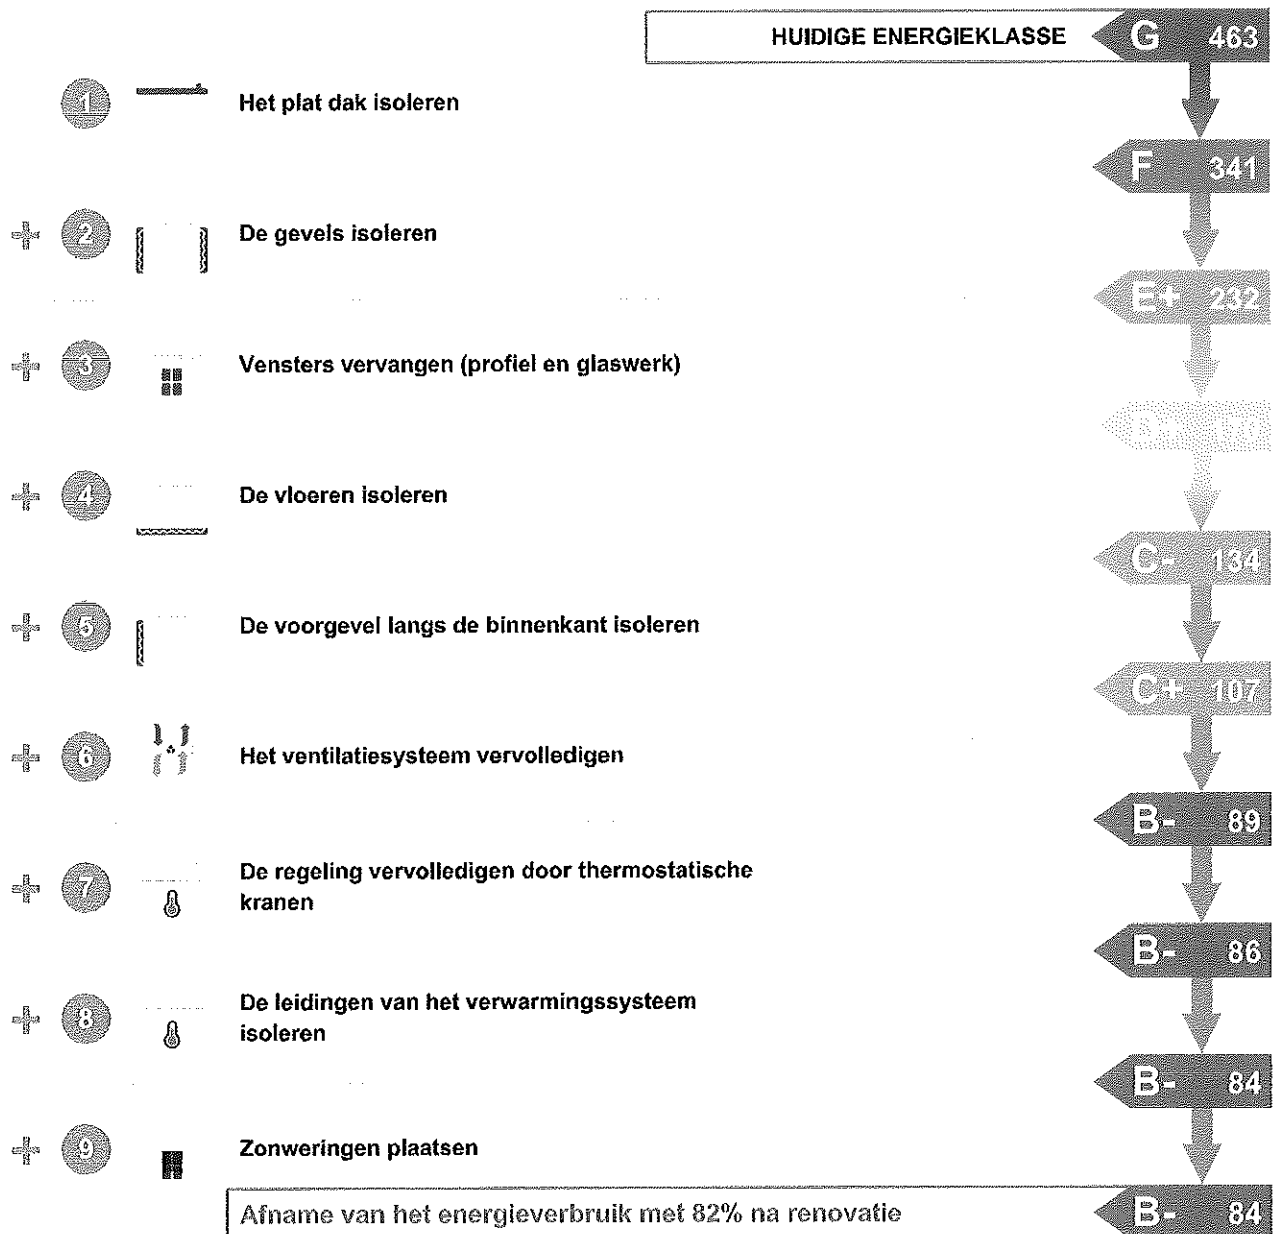 HUIDIGE ENERGIEKLASSE G 463
1 Het plat dak isoleren
F 341
+ 2 De gevels isoleren
E+ 232
+ 3 Vensters vervangen (profiel en glaswerk)
D+ 170
+ 4 De vloeren isoleren
C- 134
+ 5 De voorgevel langs de binnenkant isoleren
C+ 107
+ 6 Het ventilatiesysteem vervolledigen
B- 89
+ 7 De regeling vervolledigen door thermostatische
kranen
B- 86
+ 8 De leidingen van het verwarmingssysteem
isoleren
B- 84
+ 9 Zonweringen plaatsen
Afname van het energieverbruik met 82% na renovatie B- 84